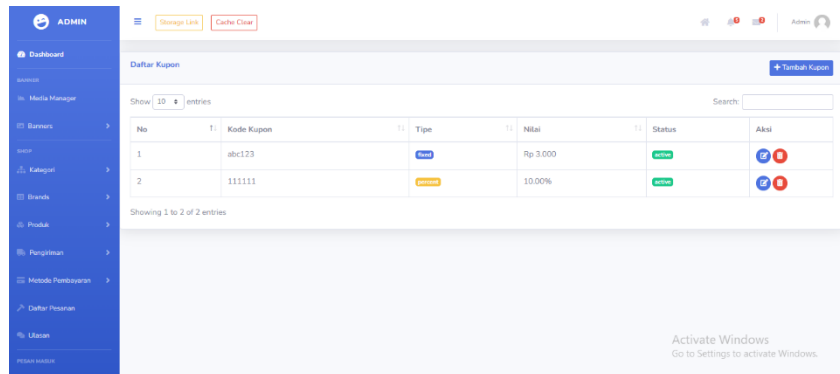 ADMIN
Storage Link Cache Clear
Admin
Dashboard
Daftar Kupon
+ Tambah Kupon
BANNER
Media Manager
Show 10 entries
Search:
Banners
No Kode Kupon Tipe Nilai Status Aksi
SHOP
1 abc123 fixed Rp 3.000 active
Kategori
2 111111 percent 10.00% active
Brands
Showing 1 to 2 of 2 entries
Produk
Pengiriman
Metode Pembayaran
Daftar Pesanan
Ulasan
PESAN MASUK
Activate Windows
Go to Settings to activate Windows.